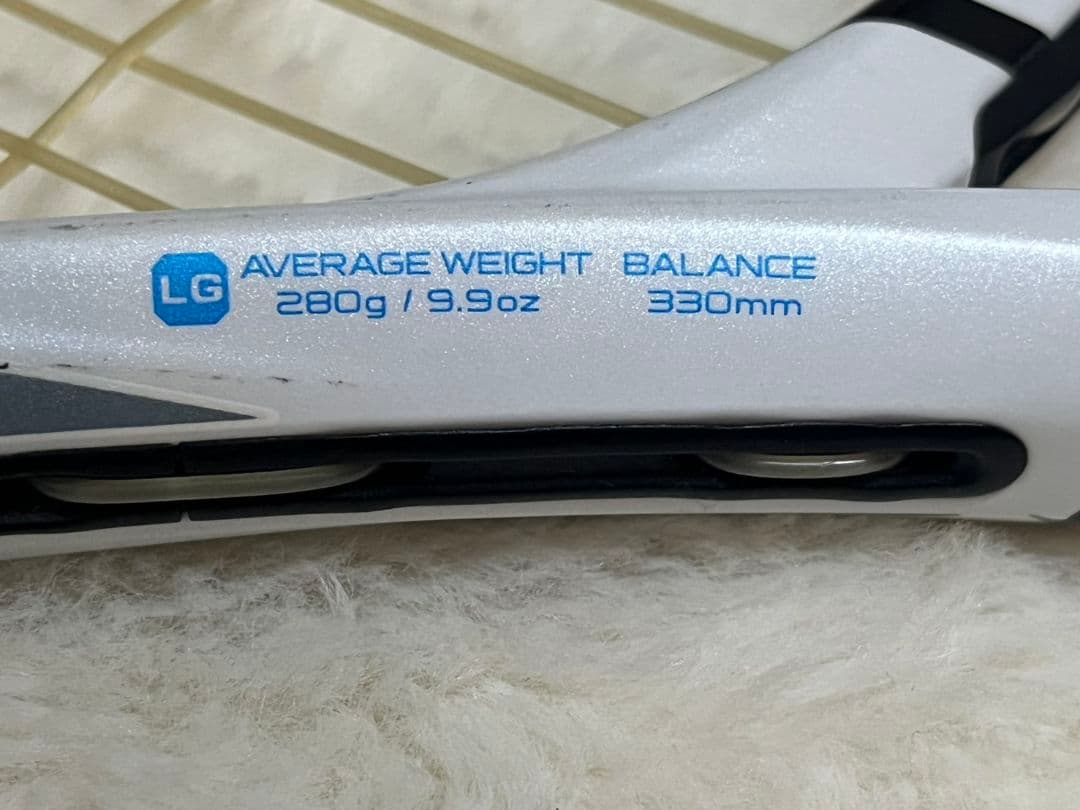 LG AVERAGE WEIGHT BALANCE
280g / 9.9oz 330mm